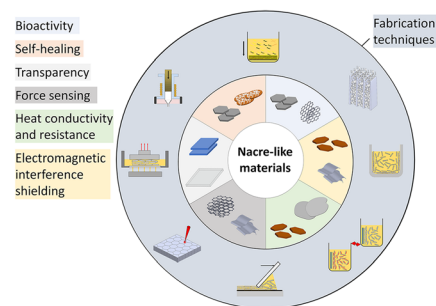 Bioactivity
Self-healing
Transparency
Force sensing
Heat conductivity
and resistance
Electromagnetic
interference
shielding
Fabrication
techniques
Nacre-like
materials